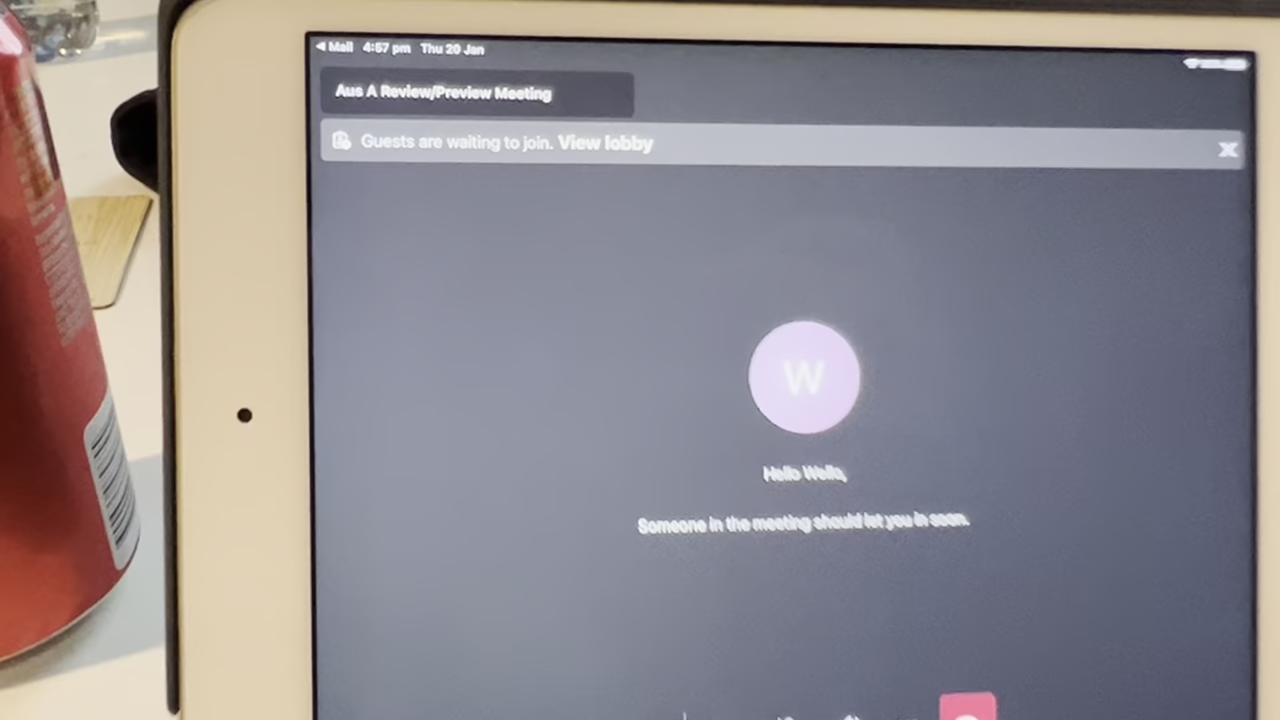 Mail 4:57 pm Thu 20 Jan
Aus A Review/Preview Meeting
Guests are waiting to join. View lobby
W
Hello Wello,
Someone in the meeting should let you in soon.